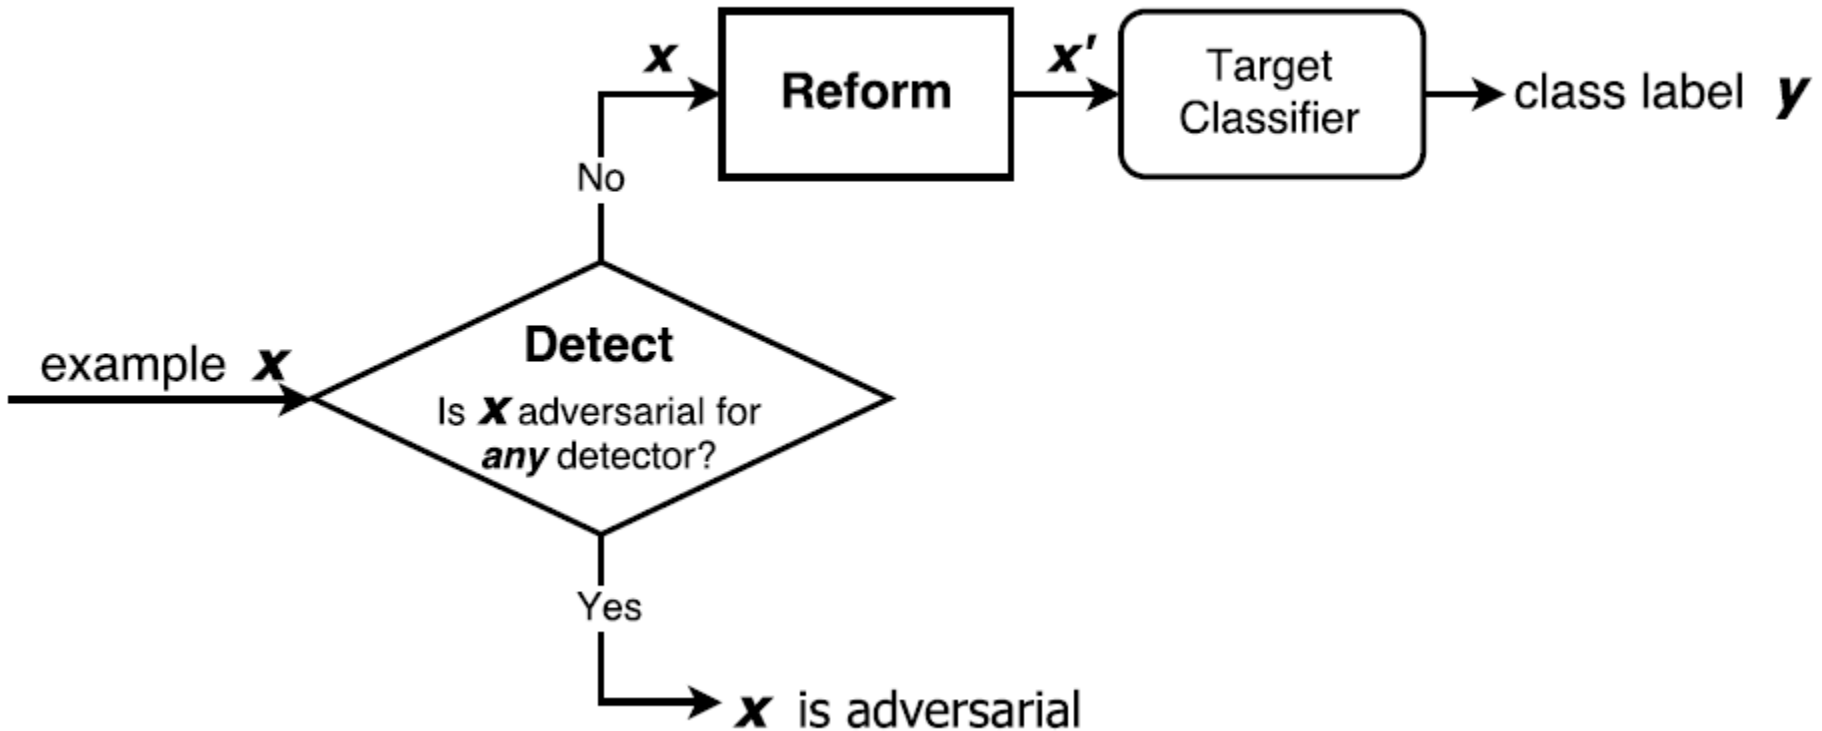 x
Reform
x'
Target
Classifier
class label y
No
example x
Detect
Is x adversarial for
any detector?
Yes
x is adversarial